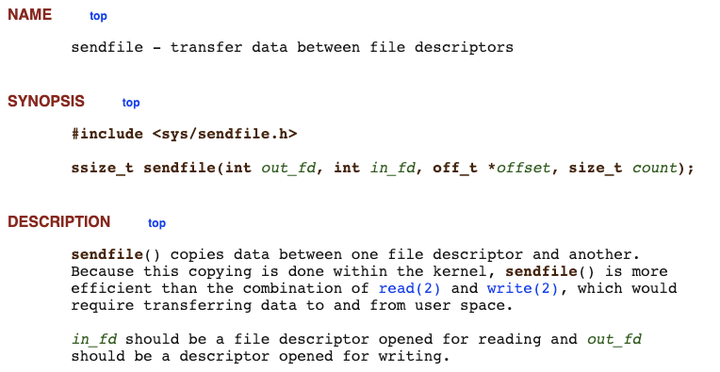 NAME top
sendfile - transfer data between file descriptors
SYNOPSIS top
#include <sys/sendfile.h>
ssize_t sendfile(int out_fd, int in_fd, off_t *offset, size_t count);
DESCRIPTION top
sendfile() copies data between one file descriptor and another.
Because this copying is done within the kernel, sendfile() is more
efficient than the combination of read(2) and write(2), which would
require transferring data to and from user space.
in_fd should be a file descriptor opened for reading and out_fd
should be a descriptor opened for writing.